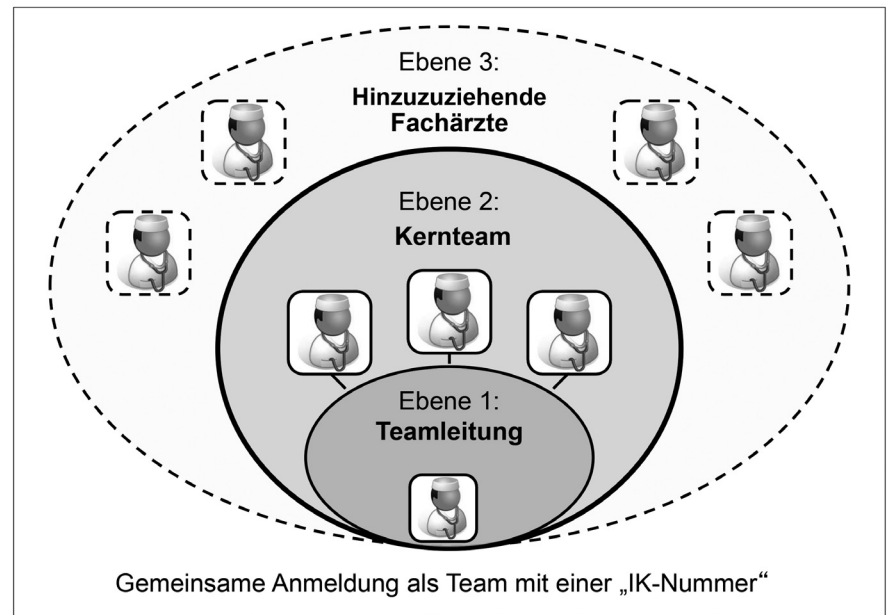 Ebene 3:
Hinzuzuziehende
Fachärzte
Ebene 2:
Kernteam
Ebene 1:
Teamleitung
Gemeinsame Anmeldung als Team mit einer „IK-Nummer“